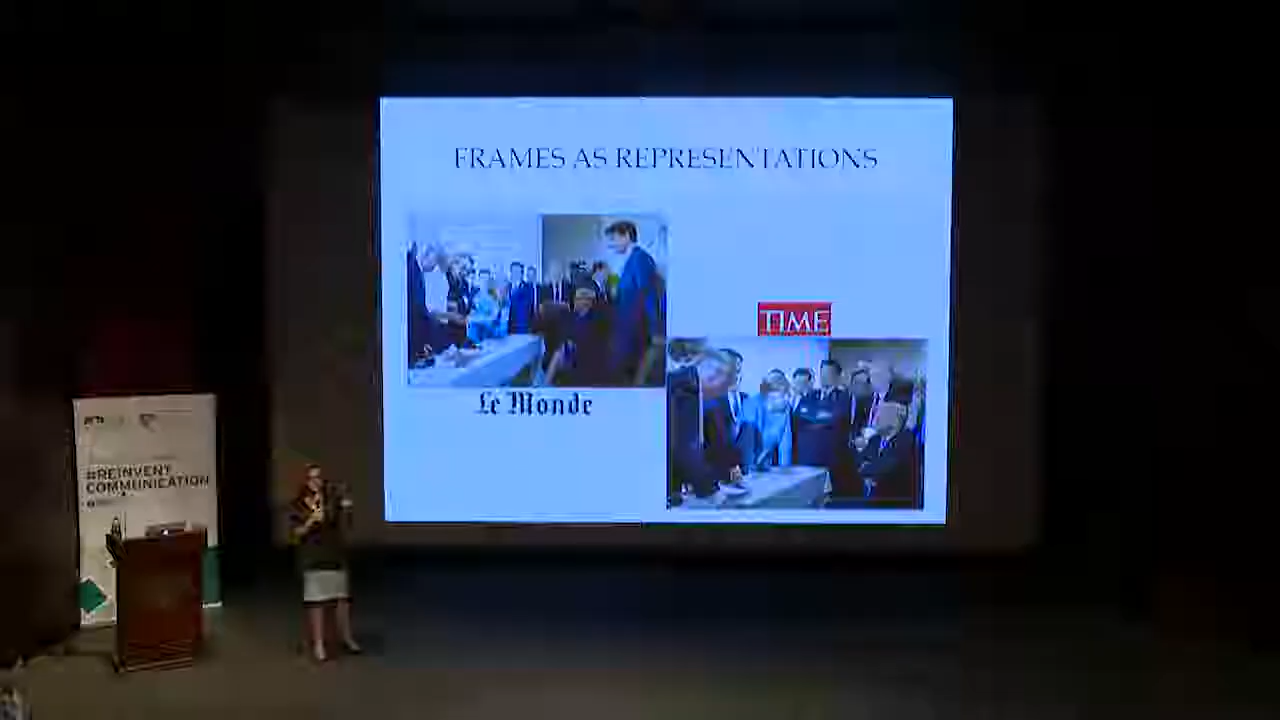 FRAMES AS REPRESENTATIONS
TIME
Le Monde
#REINVENT
COMMUNICATION